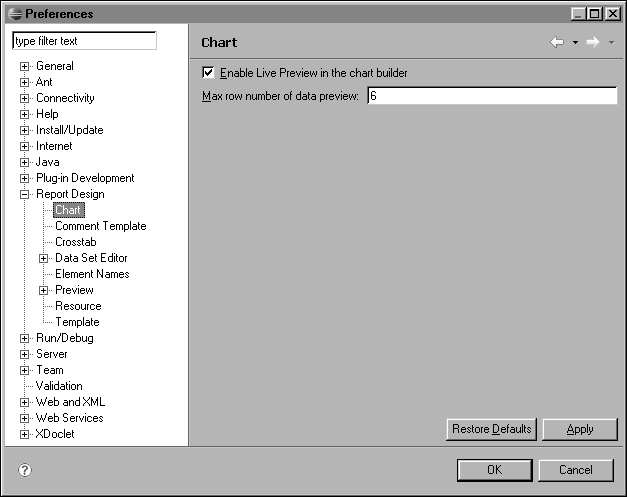 Preferences
type filter text
General
Ant
Connectivity
Help
Install/Update
Internet
Java
Plug-in Development
Report Design
Chart
Comment Template
Crosstab
Data Set Editor
Element Names
Preview
Resource
Template
Run/Debug
Server
Team
Validation
Web and XML
Web Services
XDoclet
Chart
Enable Live Preview in the chart builder
Max row number of data preview: 6
Restore Defaults Apply
? OK Cancel